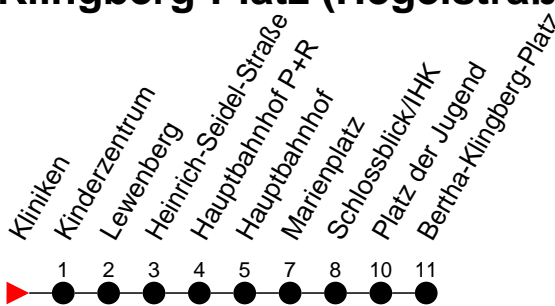 Klingberg-Platz (Hegelstraß
Kliniken
Kinderzentrum
Lewenberg
Heinrich-Seidel-Straße
Hauptbahnhof P+R
Hauptbahnhof
Marienplatz
Schlossblick/IHK
Platz der Jugend
Bertha-Klingberg-Platz
1 2 3 4 5 7 8 10 11